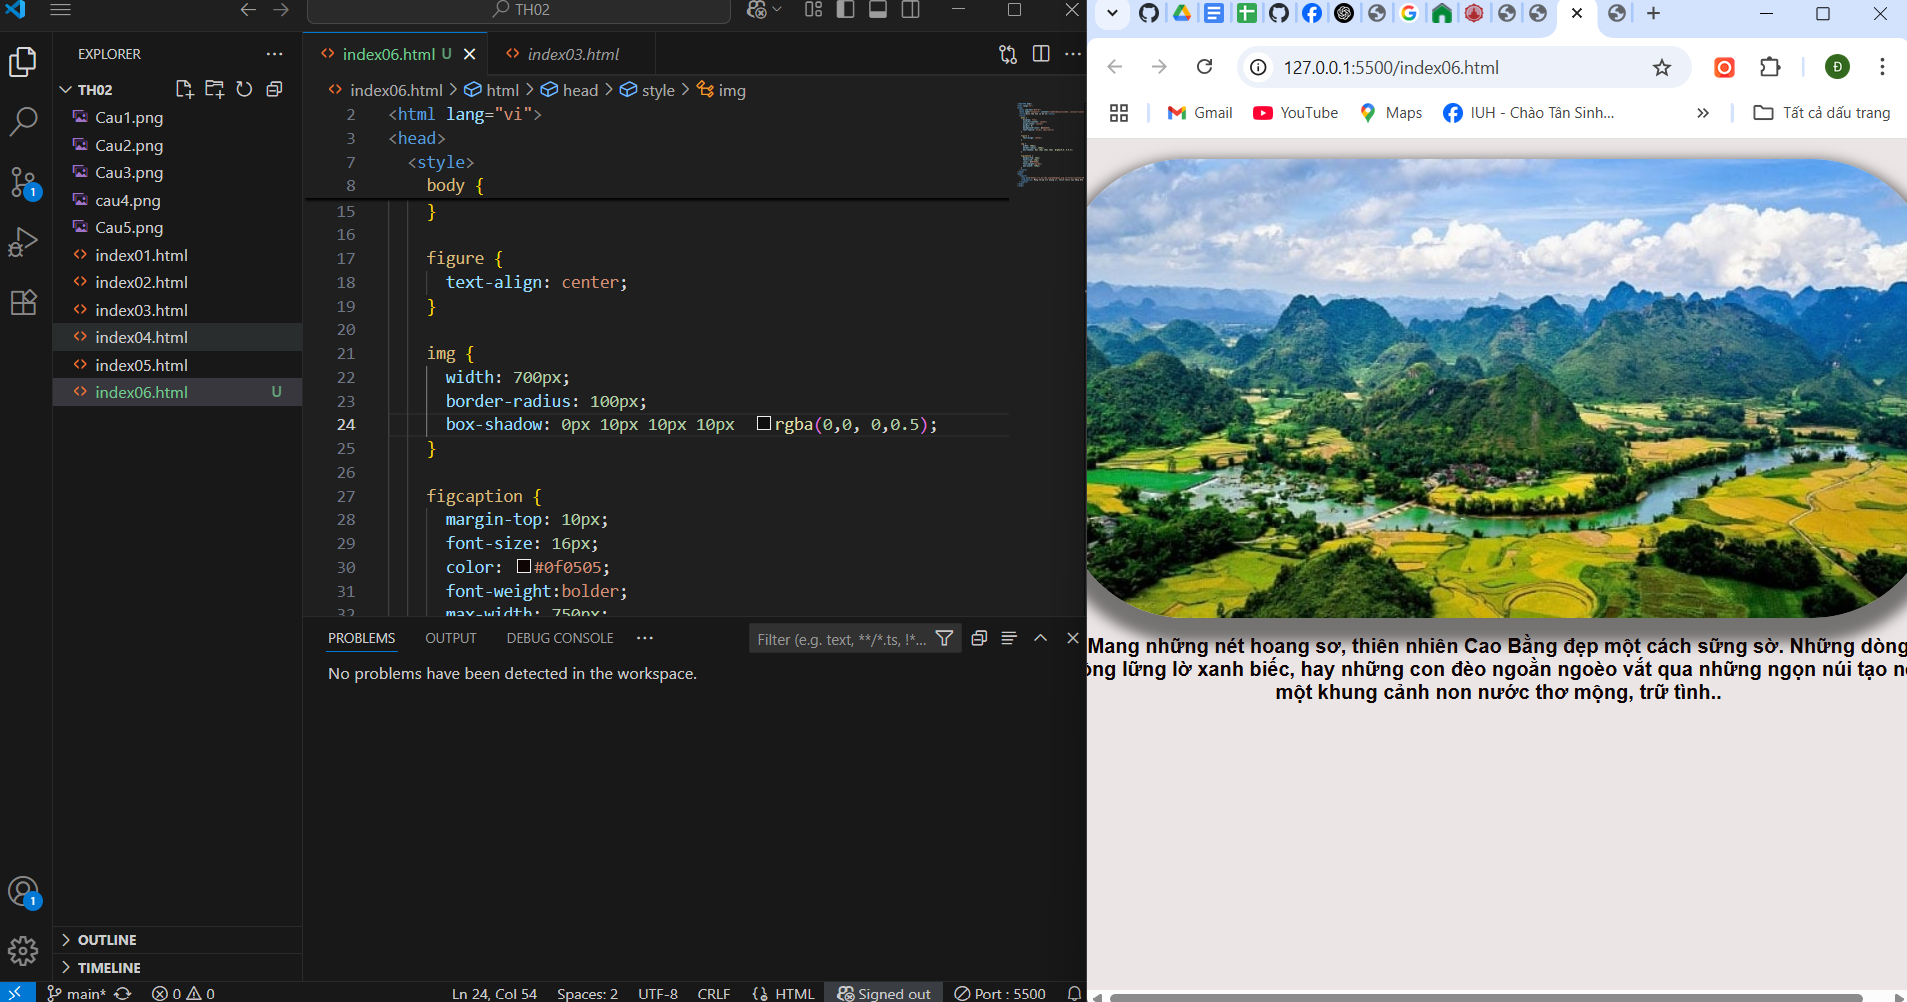 TH02
EXPLORER
TH02
Cau1.png
Cau2.png
Cau3.png
cau4.png
Cau5.png
index01.html
index02.html
index03.html
index04.html
index05.html
index06.html U
OUTLINE
TIMELINE
1
1
index06.html U
index03.html
index06.html > html > head > style > img
2 <html lang="vi">
3 <head>
7 <style>
8 body {
15 }
16
17 figure {
18 text-align: center;
19 }
20
21 img {
22 width: 700px;
23 border-radius: 100px;
24 box-shadow: 0px 10px 10px 10px rgba(0,0, 0,0.5);
25 }
26
27 figcaption {
28 margin-top: 10px;
29 font-size: 16px;
30 color: #0f0505;
31 font-weight:bolder;
32 max-width: 750px;
PROBLEMS OUTPUT DEBUG CONSOLE
Filter (e.g. text, **/*.ts, !*...
No problems have been detected in the workspace.
main* 0 0 Ln 24, Col 54 Spaces: 2 UTF-8 CRLF HTML Signed out Port : 5500
127.0.0.1:5500/index06.html
Đ
Gmail YouTube Maps IUH - Chào Tân Sinh... Tất cả dấu trang
Mang những nét hoang sơ, thiên nhiên Cao Bằng đẹp một cách sững sờ. Những dòng
ông lững lờ xanh biếc, hay những con đèo ngoằn ngoèo vắt qua những ngọn núi tạo n
một khung cảnh non nước thơ mộng, trữ tình..